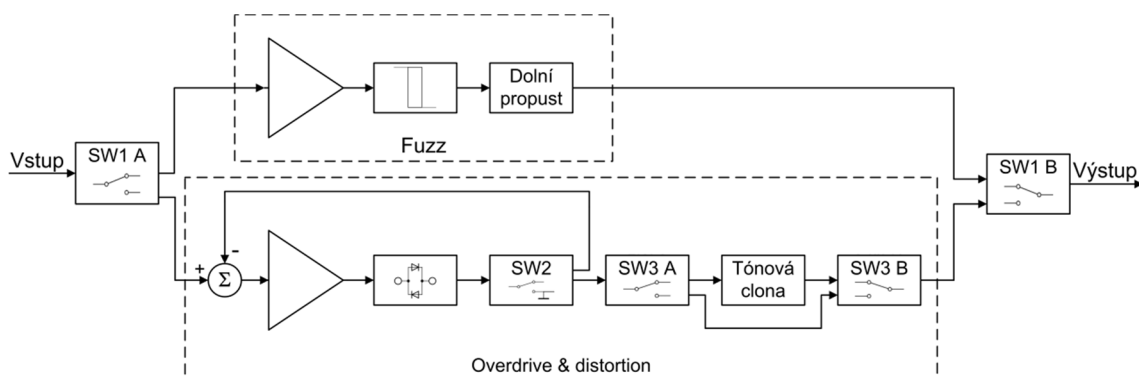 Dolní
propust
Fuzz
Vstup
SW1 A
SW1 B
Výstup
-
+
Σ
SW2
SW3 A
Tónová
clona
SW3 B
Overdrive & distortion